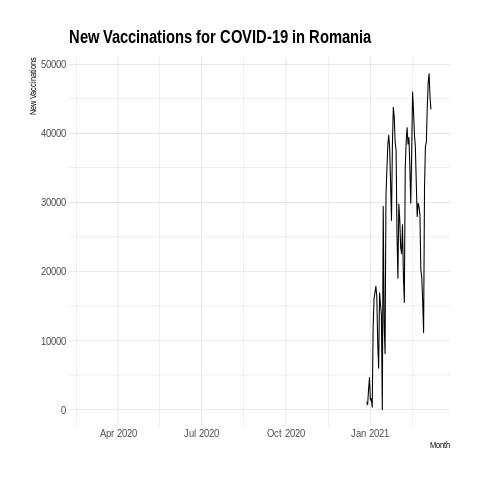 New Vaccinations for COVID-19 in Romania
New Vaccinations
50000
40000
30000
20000
10000
0
Apr 2020 Jul 2020 Oct 2020 Jan 2021
Month